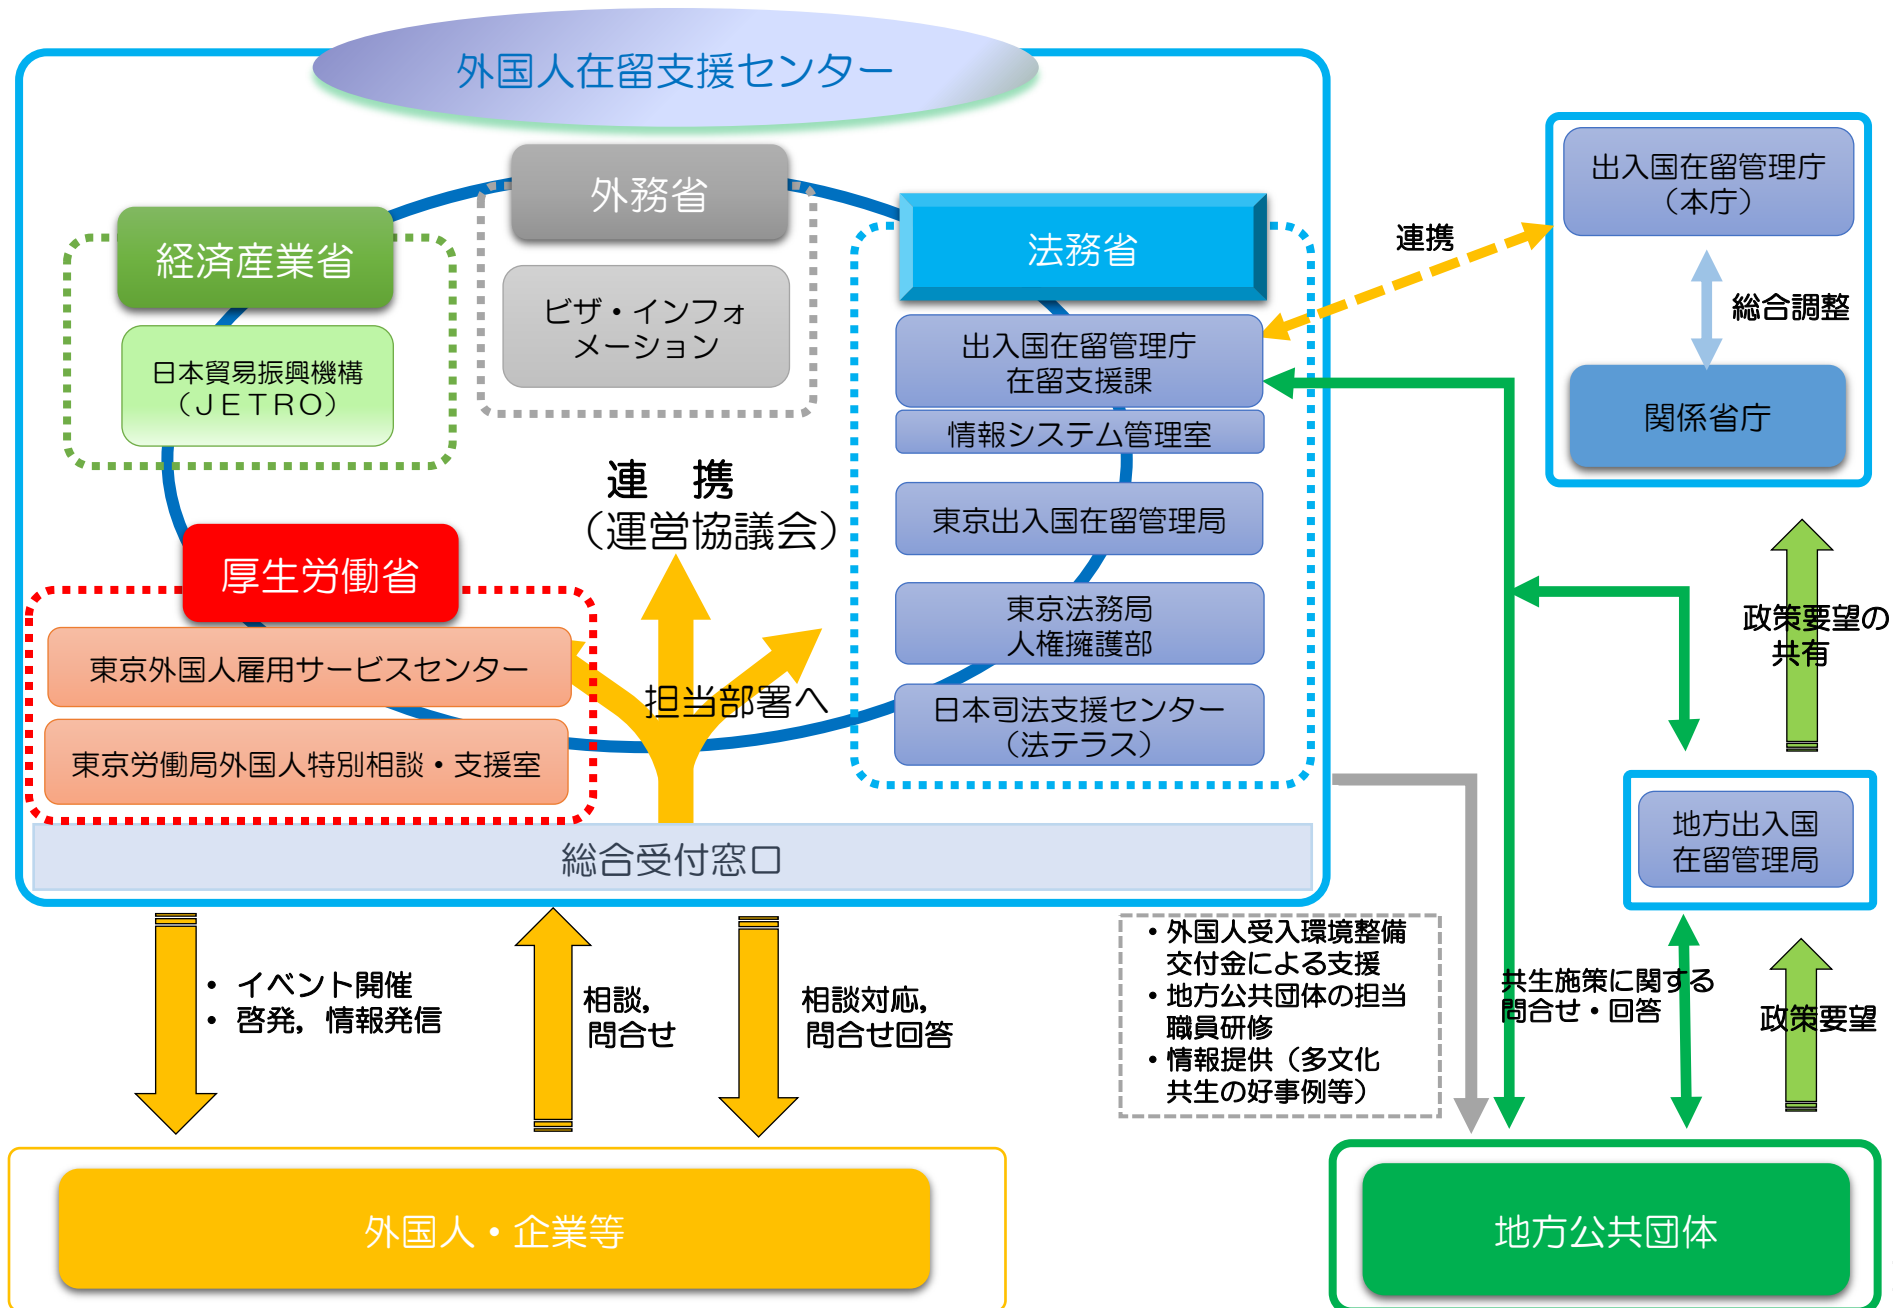 外国人在留支援センター
外務省
ビザ・インフォ
メーション
経済産業省
日本貿易振興機構
（ＪＥＴＲＯ）
法務省
出入国在留管理庁
在留支援課
情報システム管理室
東京出入国在留管理局
東京法務局
人権擁護部
日本司法支援センター
（法テラス）
連　携
（運営協議会）
厚生労働省
東京外国人雇用サービスセンター
東京労働局外国人特別相談・支援室
担当部署へ
総合受付窓口
連携
出入国在留管理庁
（本庁）
総合調整
関係省庁
政策要望の
共有
地方出入国
在留管理局
• イベント開催
• 啓発，情報発信
相談，
問合せ
相談対応，
問合せ回答
・外国人受入環境整備
交付金による支援
・地方公共団体の担当
職員研修
・情報提供（多文化
共生の好事例等）
共生施策に関する
問合せ・回答
政策要望
外国人・企業等
地方公共団体